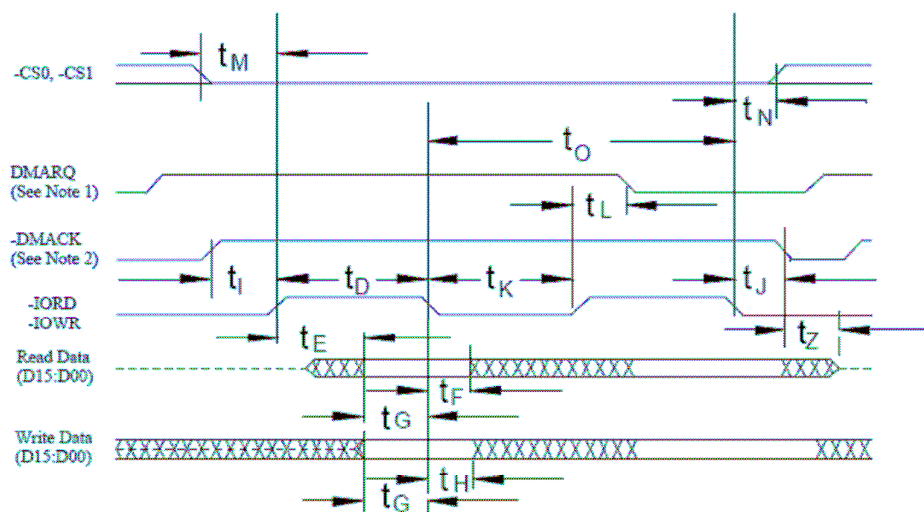 tM
-CS0, -CS1
tN
tO
DMARQ
(See Note 1)
tL
-DMACK
(See Note 2)
tI
tD
tK
tJ
-IORD
-IOWR
tE
tZ
Read Data
(D15:D00)
tF
tG
Write Data
(D15:D00)
tH
tG